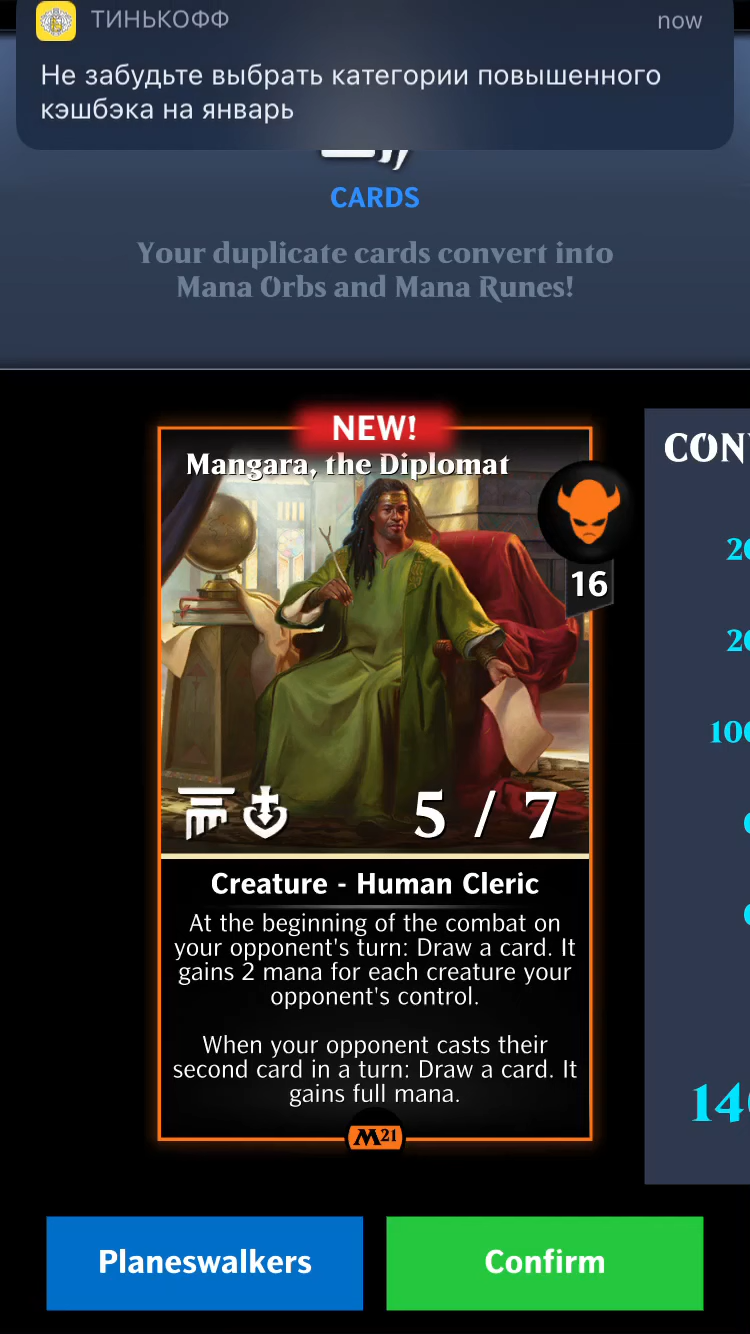 ТИНЬКОФФ
now
Не забудьте выбрать категории повышенного
кэшбэка на январь
CARDS
Your duplicate cards convert into
Mana Orbs and Mana Runes!
NEW!
Mangara, the Diplomat
16
5 / 7
Creature - Human Cleric
At the beginning of the combat on
your opponent's turn: Draw a card. It
gains 2 mana for each creature your
opponent's control.
When your opponent casts their
second card in a turn: Draw a card. It
gains full mana.
M21
Planeswalkers
Confirm